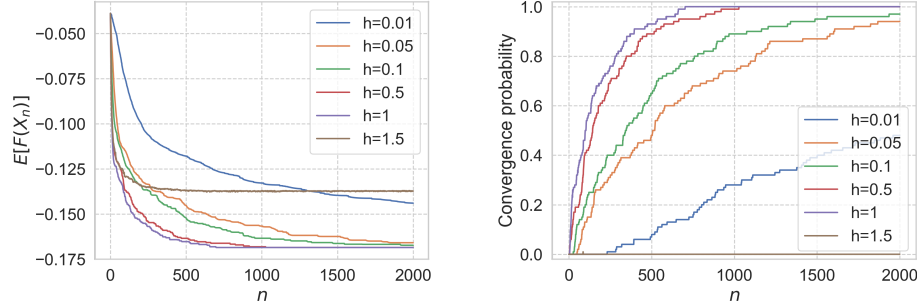 −0.050
−0.075
−0.100
−0.125
−0.150
−0.175
E[F(X_n)]
0
500
1000
1500
2000
n
h=0.01
h=0.05
h=0.1
h=0.5
h=1
h=1.5
1.0
0.8
0.6
0.4
0.2
0.0
Convergence probability
0
500
1000
1500
2000
n
h=0.01
h=0.05
h=0.1
h=0.5
h=1
h=1.5